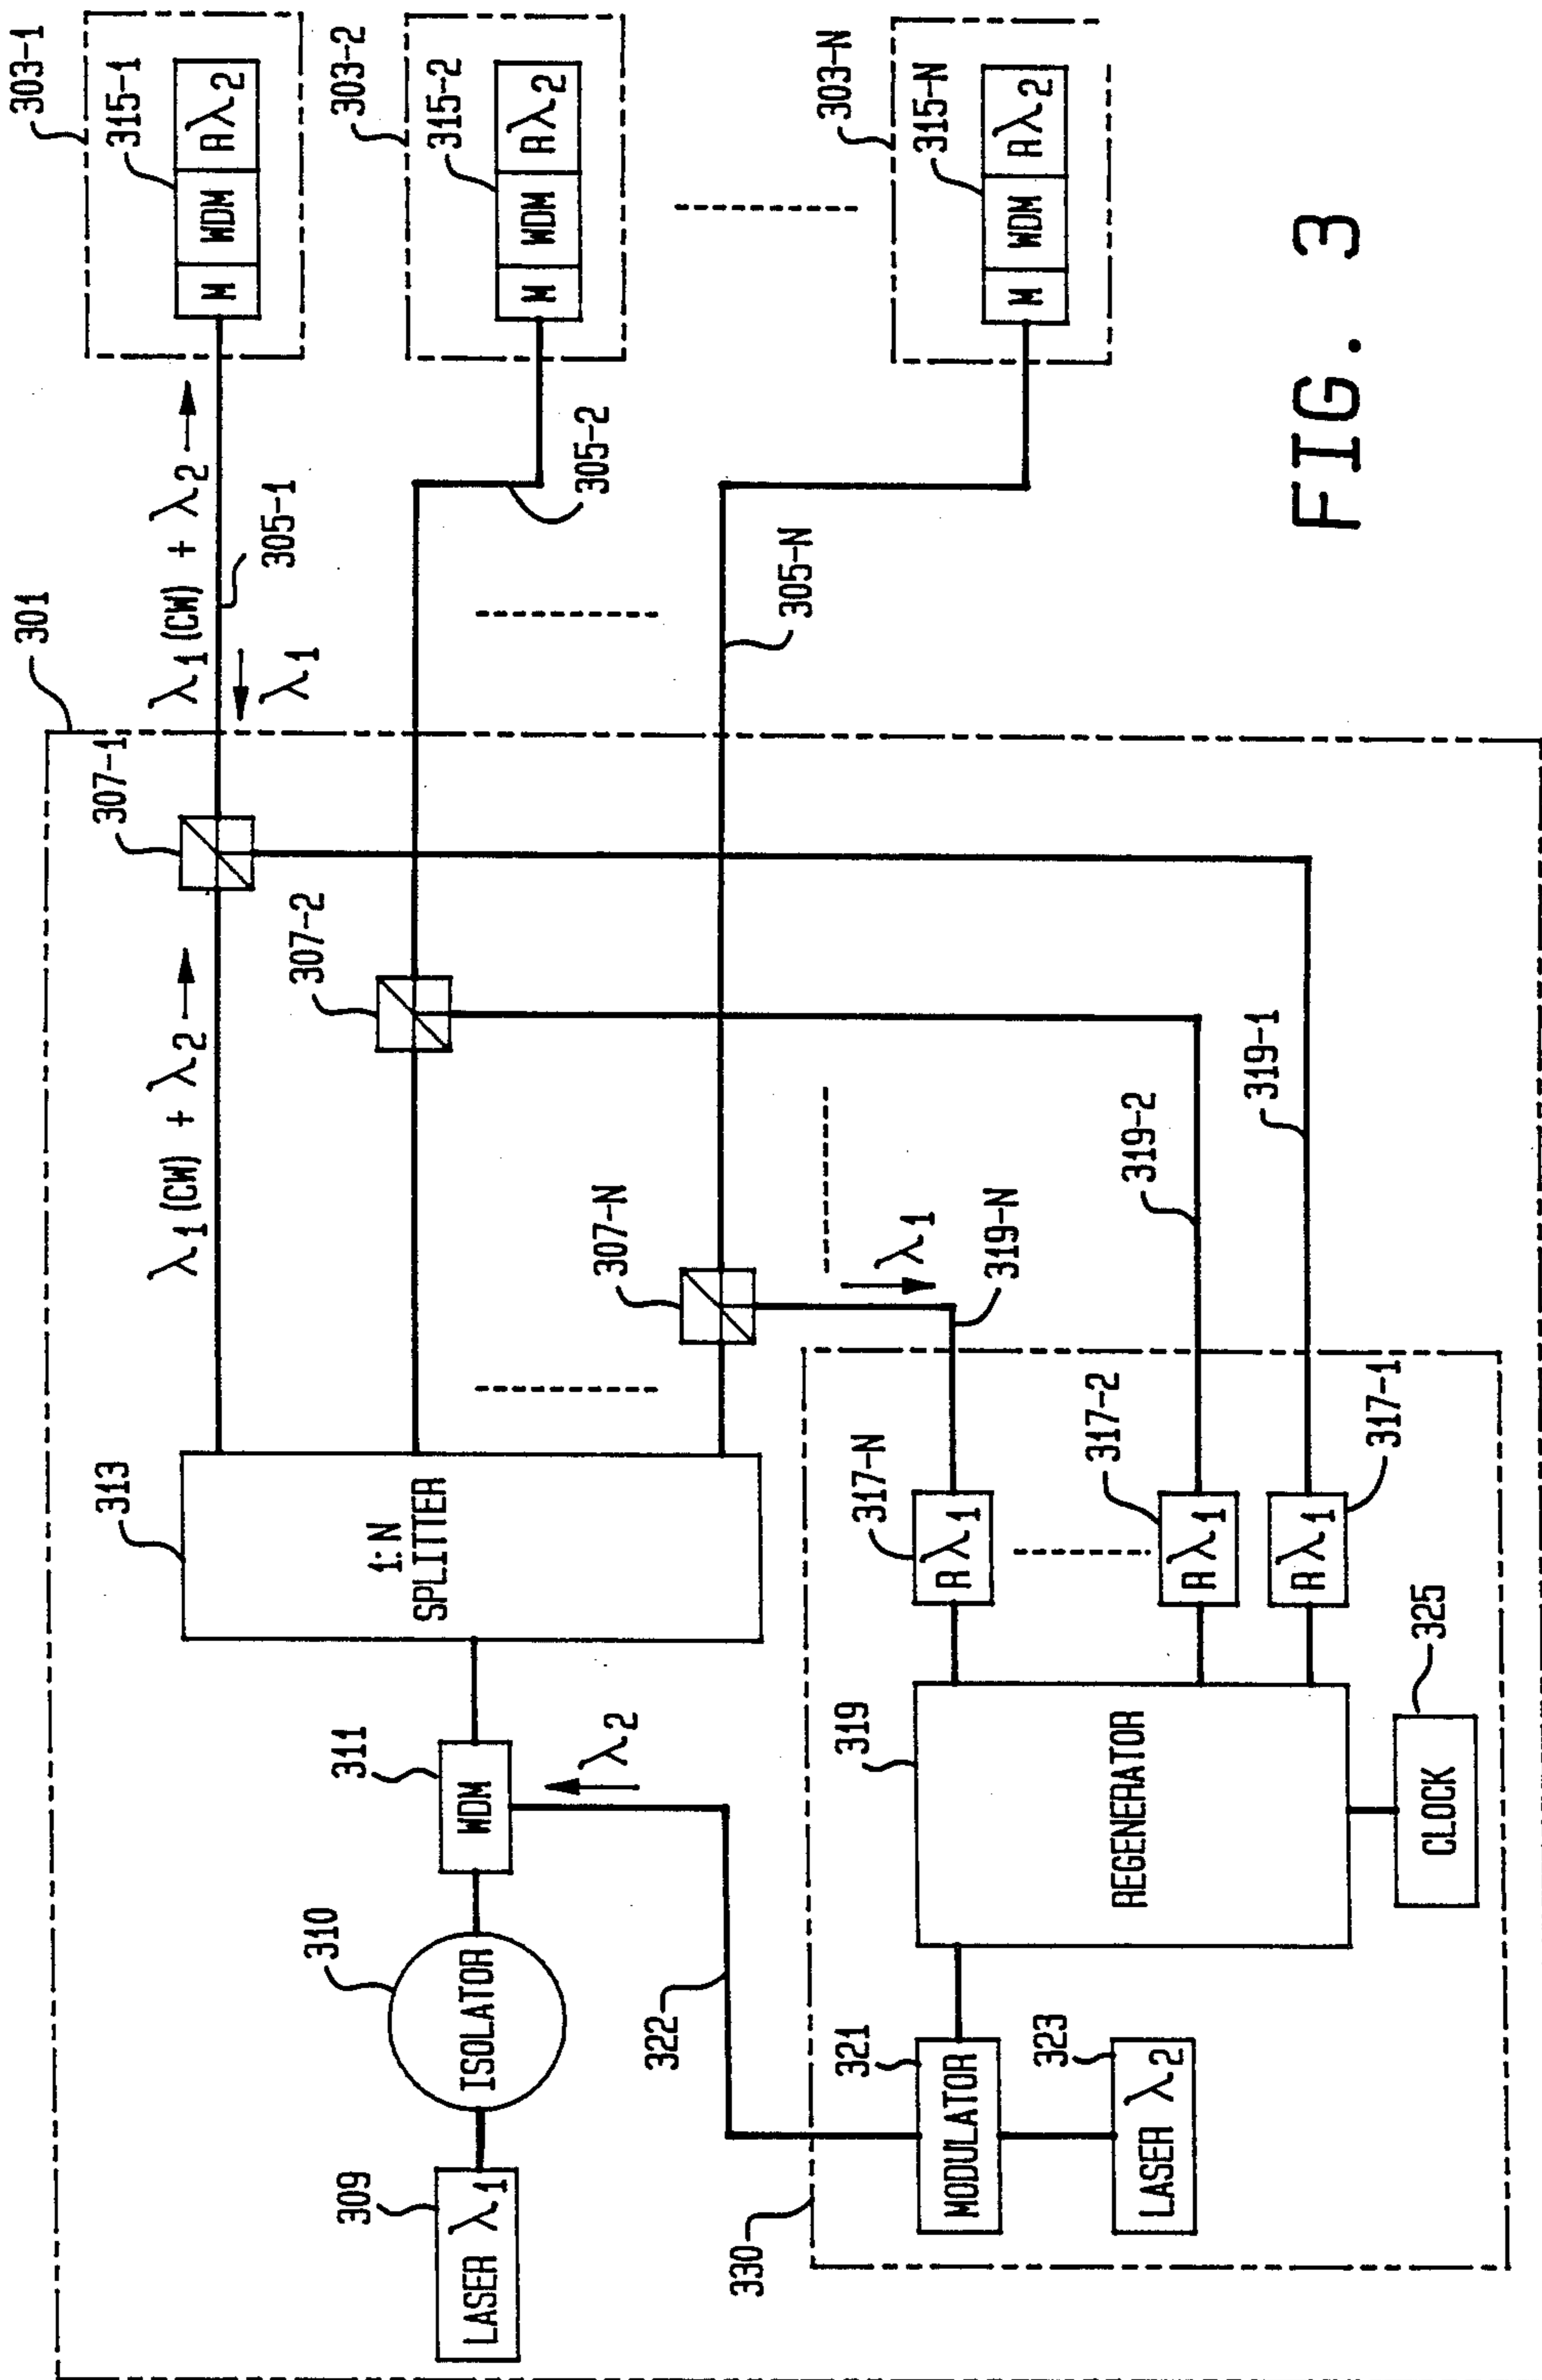 301
303-1
315-1
M
WDM
Rλ2
λ1(CW) + λ2
λ1(CW) + λ2
305-1
λ1
307-1
303-2
315-2
M
WDM
Rλ2
305-2
307-2
303-N
315-N
M
WDM
Rλ2
305-N
307-N
313
1:N
SPLITTER
309
LASER λ1
310
ISOLATOR
311
WDM
λ2
322
λ1
319-N
319-2
319-1
317-N
Rλ1
317-2
Rλ1
317-1
Rλ1
319
REGENERATOR
325
CLOCK
321
MODULATOR
323
LASER λ2
330
FIG. 3